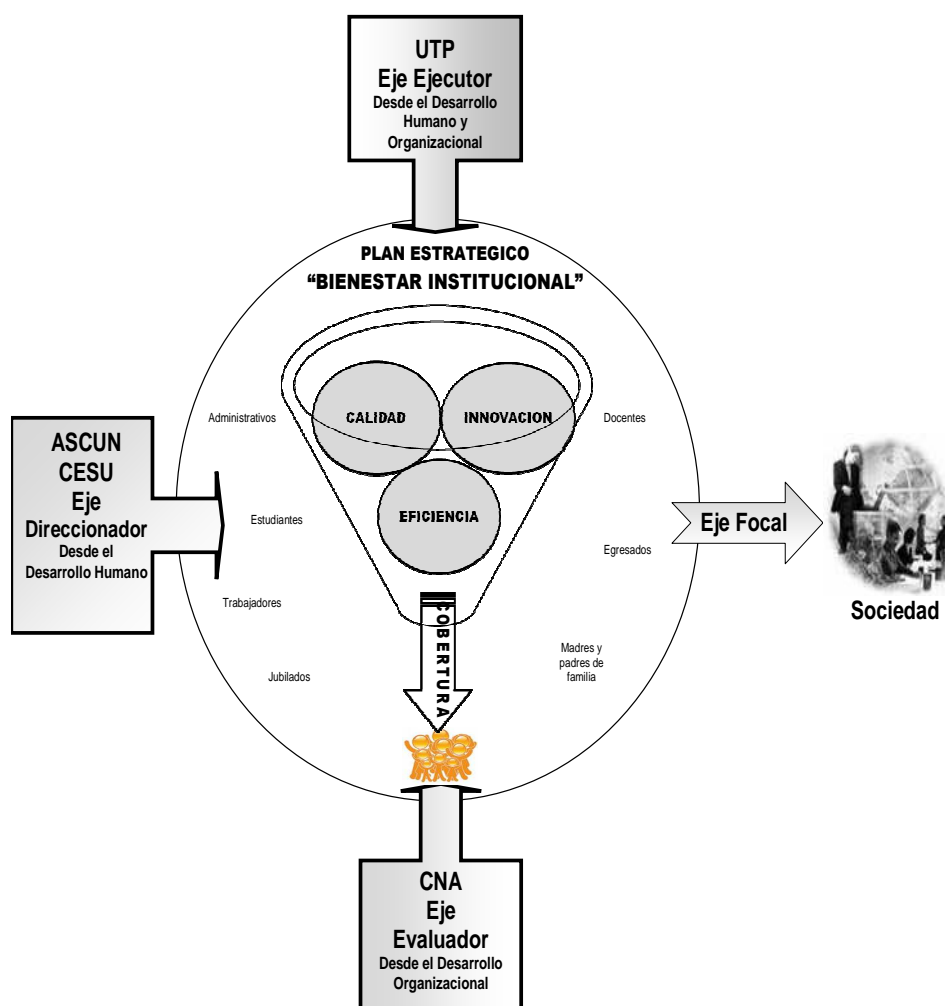 UTP
Eje Ejecutor
Desde el Desarrollo
Humano y
Organizacional
PLAN ESTRATEGICO
“BIENESTAR INSTITUCIONAL”
CALIDAD
INNOVACION
EFICIENCIA
COBERTURA
Administrativos
Estudiantes
Trabajadores
Jubilados
Docentes
Egresados
Madres y
padres de
familia
ASCUN
CESU
Eje
Direccionador
Desde el
Desarrollo Humano
Eje Focal
Sociedad
CNA
Eje
Evaluador
Desde el Desarrollo
Organizacional